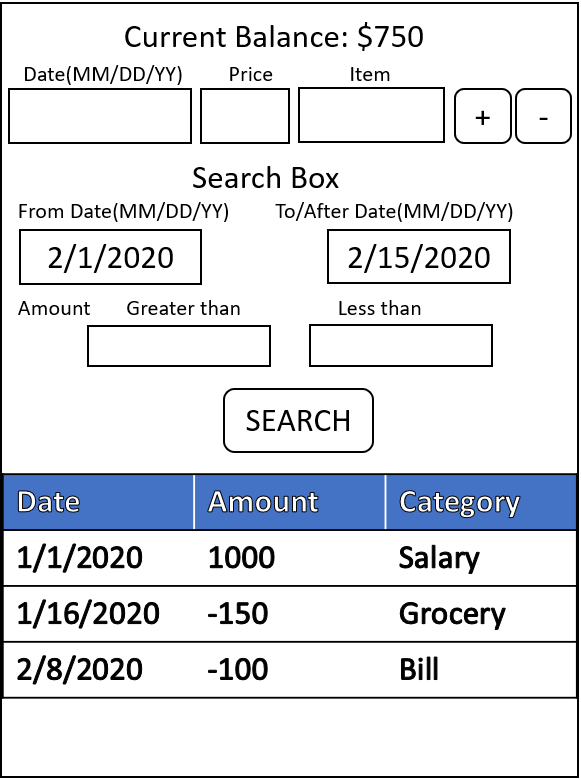 Current Balance: $750
Date(MM/DD/YY) Price Item
+ -
Search Box
From Date(MM/DD/YY) To/After Date(MM/DD/YY)
2/1/2020 2/15/2020
Amount Greater than Less than
SEARCH
Date Amount Category
1/1/2020 1000 Salary
1/16/2020 -150 Grocery
2/8/2020 -100 Bill